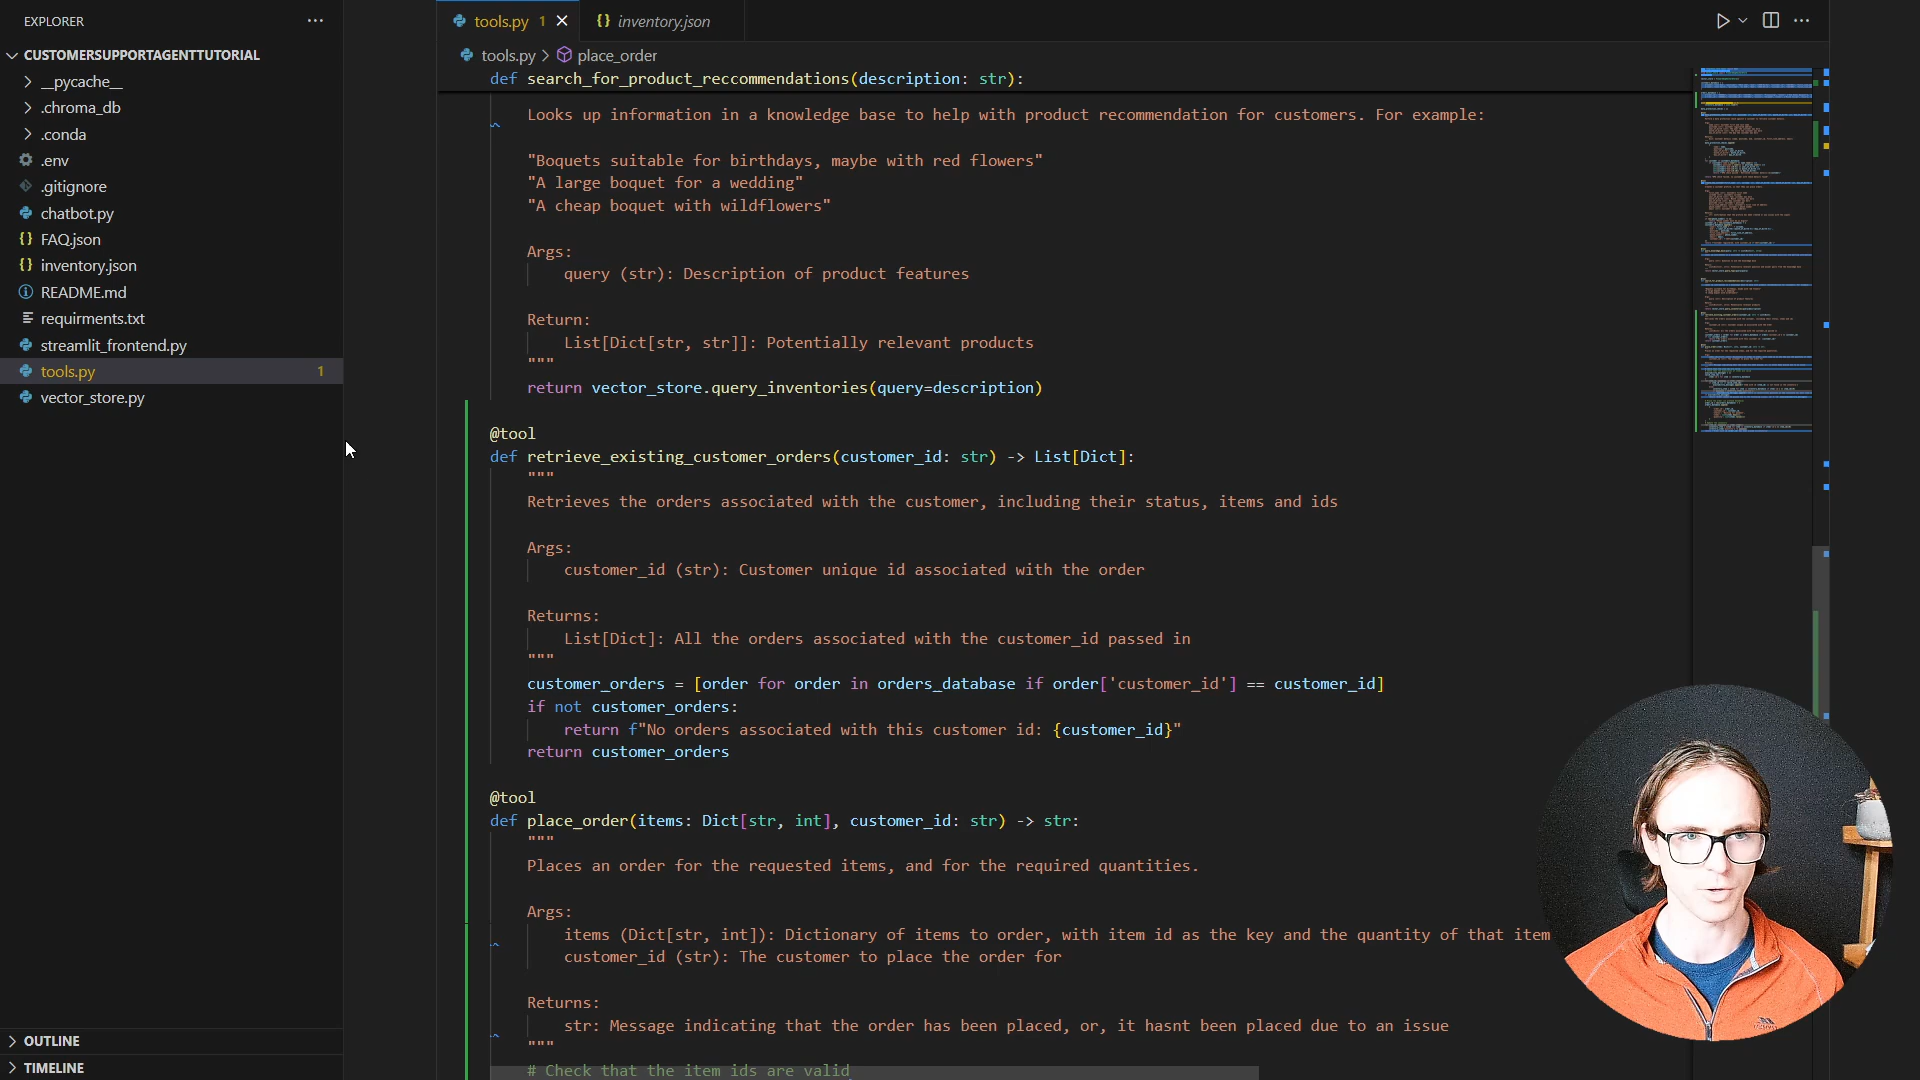 EXPLORER
CUSTOMERSUPPORTAGENTTUTORIAL
__pycache__
.chroma_db
.conda
.env
.gitignore
chatbot.py
FAQ.json
inventory.json
README.md
requirments.txt
streamlit_frontend.py
tools.py 1
vector_store.py
OUTLINE
TIMELINE
tools.py 1
inventory.json
tools.py > place_order
def search_for_product_reccommendations(description: str):
Looks up information in a knowledge base to help with product recommendation for customers. For example:
"Boquets suitable for birthdays, maybe with red flowers"
"A large boquet for a wedding"
"A cheap boquet with wildflowers"
Args:
query (str): Description of product features
Return:
List[Dict[str, str]]: Potentially relevant products
"""
return vector_store.query_inventories(query=description)
@tool
def retrieve_existing_customer_orders(customer_id: str) -> List[Dict]:
"""
Retrieves the orders associated with the customer, including their status, items and ids
Args:
customer_id (str): Customer unique id associated with the order
Returns:
List[Dict]: All the orders associated with the customer_id passed in
"""
customer_orders = [order for order in orders_database if order['customer_id'] == customer_id]
if not customer_orders:
return f"No orders associated with this customer id: {customer_id}"
return customer_orders
@tool
def place_order(items: Dict[str, int], customer_id: str) -> str:
"""
Places an order for the requested items, and for the required quantities.
Args:
items (Dict[str, int]): Dictionary of items to order, with item id as the key and the quantity of that item
customer_id (str): The customer to place the order for
Returns:
str: Message indicating that the order has been placed, or, it hasnt been placed due to an issue
"""
# Check that the item ids are valid